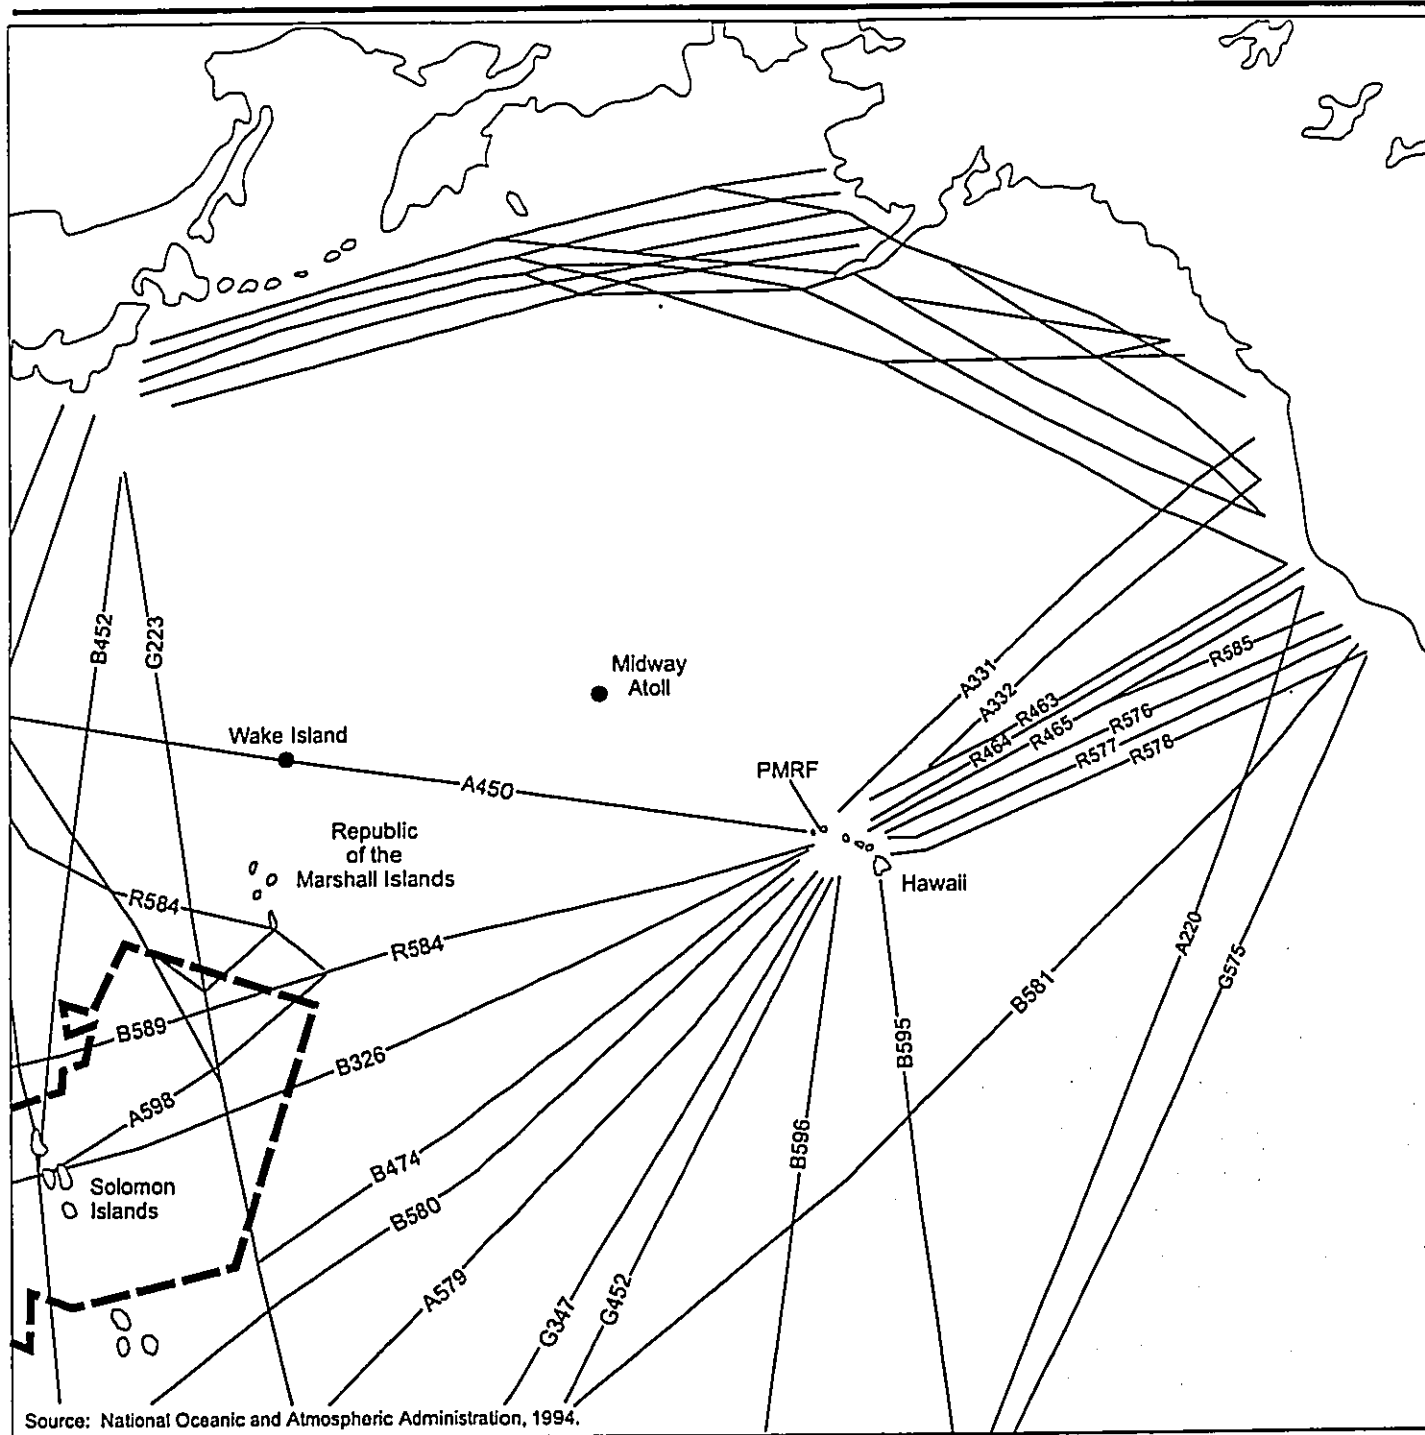 B452
G223
Midway
Atoll
A331
A332
R463
R464
R465
R585
R576
R577
R578
Wake Island
A450
PMRF
Republic
of the
Marshall Islands
Hawaii
R584
R584
A220
G575
B581
B589
B326
B595
A598
B596
B474
Solomon
Islands
B580
A579
G347
G452
Source: National Oceanic and Atmospheric Administration, 1994.